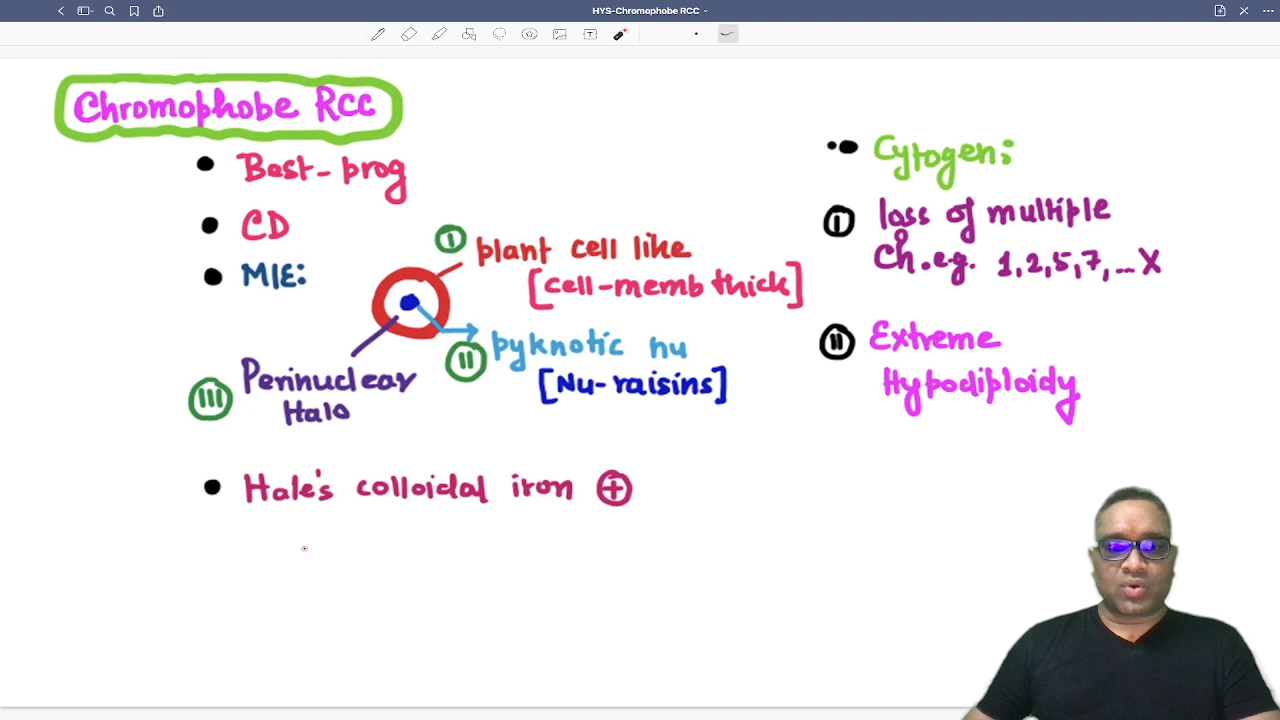 HYS-Chromophobe RCC
Chromophobe RCC
Best-prog
CD
MIE:
I plant cell like
[cell-memb thick]
II pyknotic nu
[Nu-raisins]
III Perinuclear
Halo
Hale's colloidal iron +
Cytogen:
I loss of multiple
Ch. eg. 1,2,5,7,... X
II Extreme
Hypodiploidy